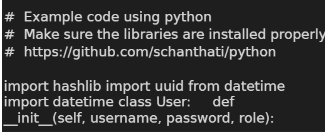 # Example code using python
# Make sure the libraries are installed properly
# https://github.com/schanthati/python
import hashlib import uuid from datetime
import datetime class User: def
__init__(self, username, password, role):